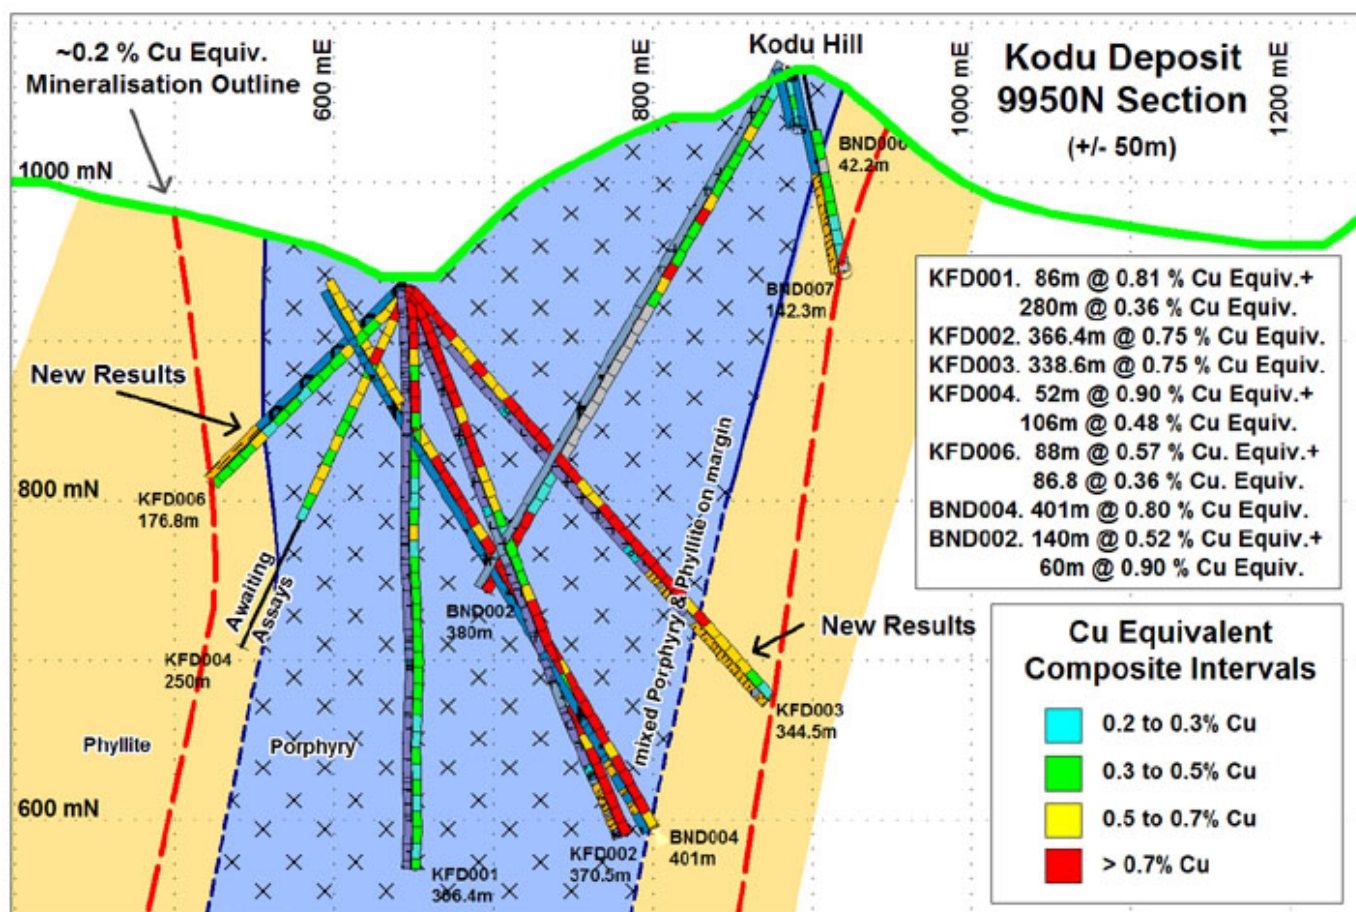 ~0.2 % Cu Equiv.
Mineralisation Outline
600 mE
800 mE
1000 mE
1200 mE
Kodu Hill
Kodu Deposit
9950N Section
(+/- 50m)
1000 mN
800 mN
600 mN
BND006
42.2m
BND007
142.3m
New Results
KFD006
176.8m
Awaiting
Assays
KFD004
250m
BND002
380m
mixed Porphyry & Phyllite on margin
New Results
KFD003
344.5m
Phyllite
Porphyry
KFD001
366.4m
KFD002
370.5m
BND004
401m
KFD001. 86m @ 0.81 % Cu Equiv.+
280m @ 0.36 % Cu Equiv.
KFD002. 366.4m @ 0.75 % Cu Equiv.
KFD003. 338.6m @ 0.75 % Cu Equiv.
KFD004. 52m @ 0.90 % Cu Equiv.+
106m @ 0.48 % Cu Equiv.
KFD006. 88m @ 0.57 % Cu. Equiv.+
86.8 @ 0.36 % Cu. Equiv.
BND004. 401m @ 0.80 % Cu Equiv.
BND002. 140m @ 0.52 % Cu Equiv.+
60m @ 0.90 % Cu Equiv.
Cu Equivalent
Composite Intervals
0.2 to 0.3% Cu
0.3 to 0.5% Cu
0.5 to 0.7% Cu
> 0.7% Cu